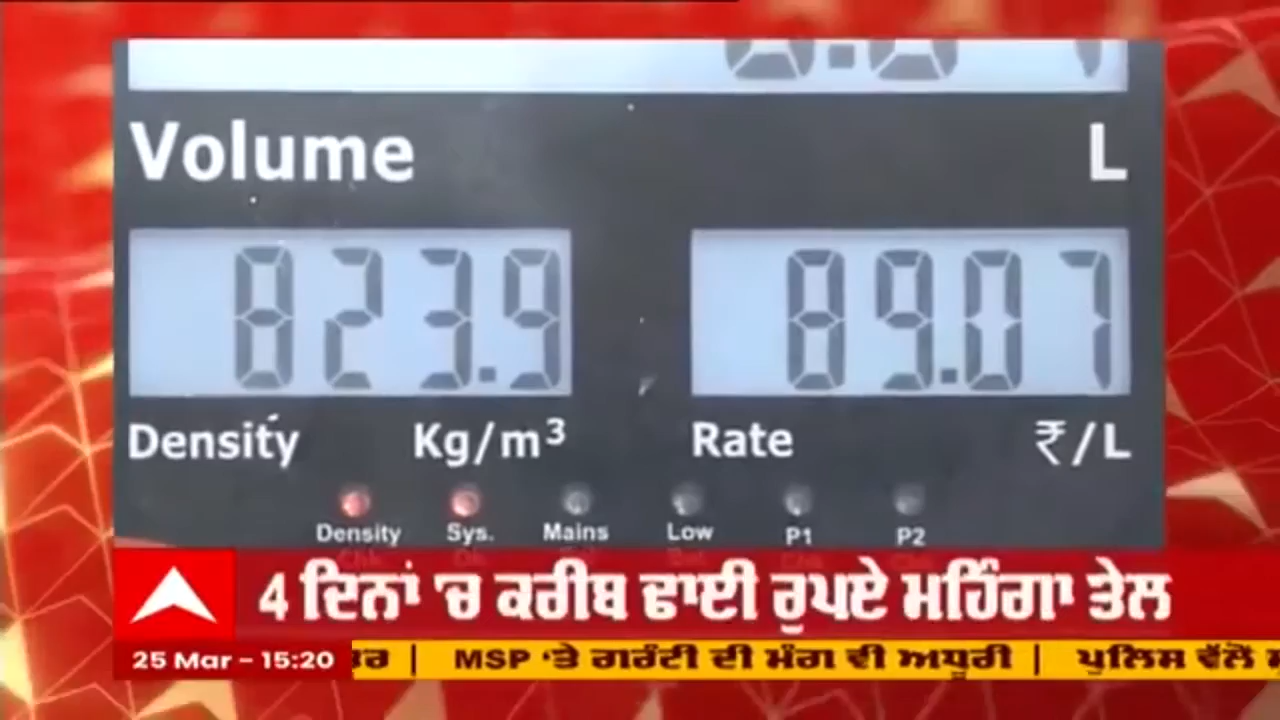 Volume L
823.9 89.07
Density Kg/m³ Rate ₹/L
Density Sys. Mains Low P1 P2
4 ਦਿਨਾਂ 'ਚ ਕਰੀਬ ਢਾਈ ਰੁਪਏ ਮਹਿੰਗਾ ਤੇਲ
25 Mar – 15:20 | MSP ‘ਤੇ ਗਰੰਟੀ ਦੀ ਮੰਗ ਵੀ ਅਧੂਰੀ | ਪੁਲਿਸ ਵੱਲੋਂ